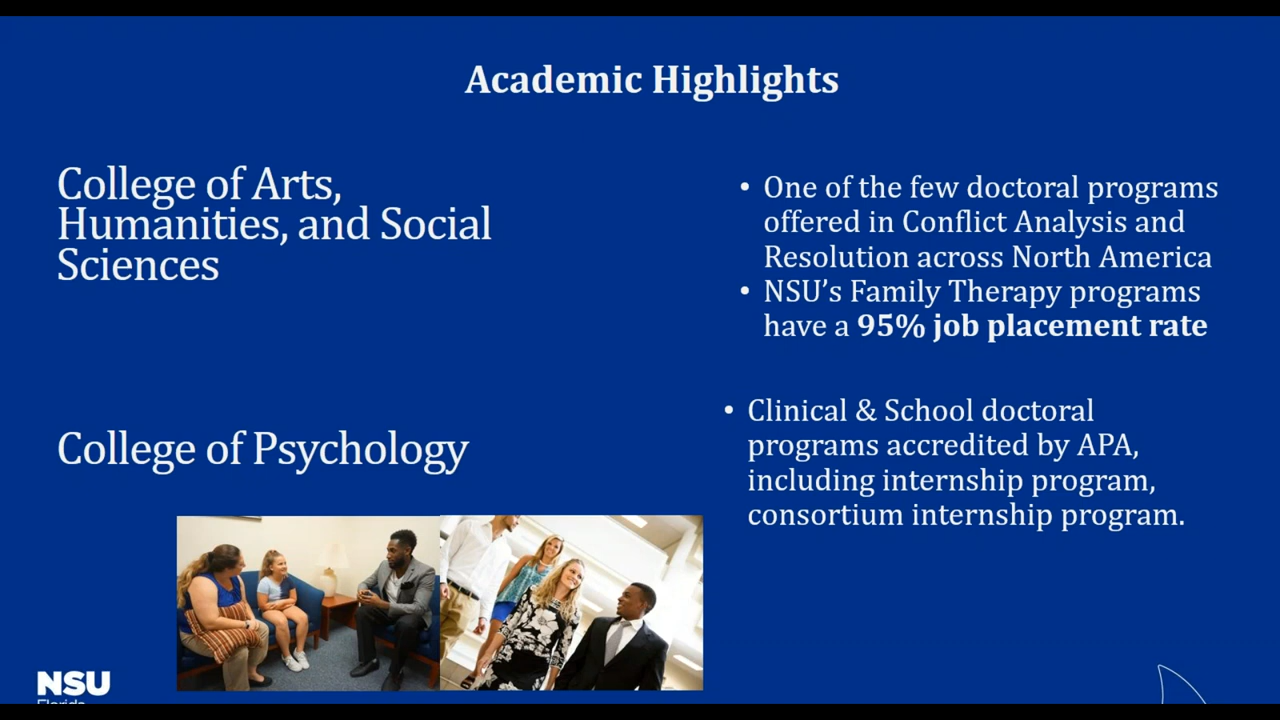 Academic Highlights
College of Arts,
Humanities, and Social
Sciences
• One of the few doctoral programs
offered in Conflict Analysis and
Resolution across North America
• NSU’s Family Therapy programs
have a 95% job placement rate
College of Psychology
• Clinical & School doctoral
programs accredited by APA,
including internship program,
consortium internship program.
NSU
Florida